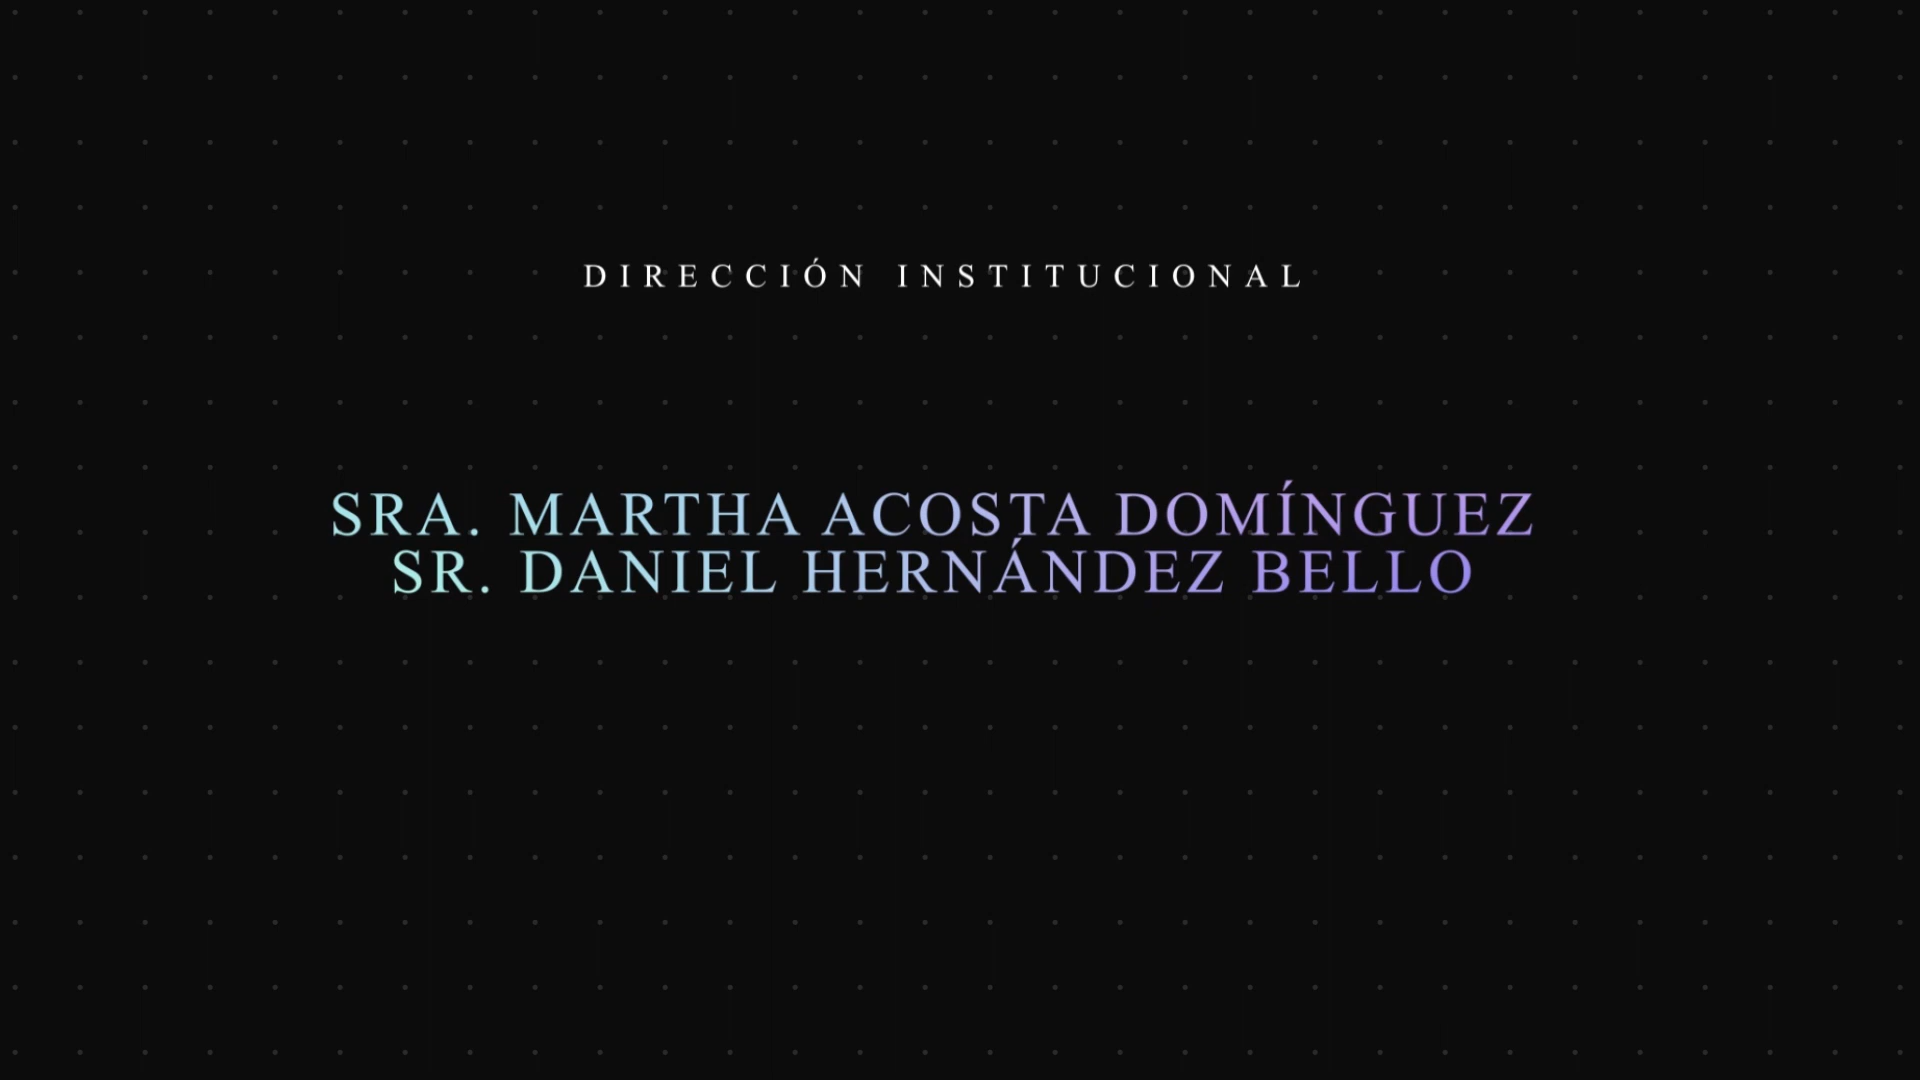 DIRECCIÓN INSTITUCIONAL
SRA. MARTHA ACOSTA DOMÍNGUEZ
SR. DANIEL HERNÁNDEZ BELLO